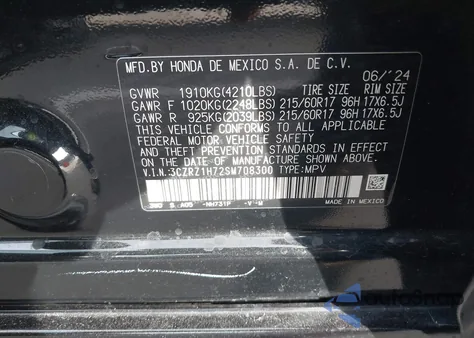 MFD.BY HONDA DE MEXICO S.A. DE C.V.
06/'24
GVWR 1910KG(4210LBS) TIRE SIZE RIM SIZE
GAWR F 1020KG(2248LBS) 215/60R17 96H 17X6.5J
GAWR R 925KG(2039LBS) 215/60R17 96H 17X6.5J
THIS VEHICLE CONFORMS TO ALL APPLICABLE
FEDERAL MOTOR VEHICLE SAFETY
AND THEFT PREVENTION STANDARDS IN EFFECT ON THE
DATE OF MANUFACTURE SHOWN ABOVE.
V.I.N.:3CZRZ1H72SM708300 TYPE:MPV
NH731P
MADE IN MEXICO